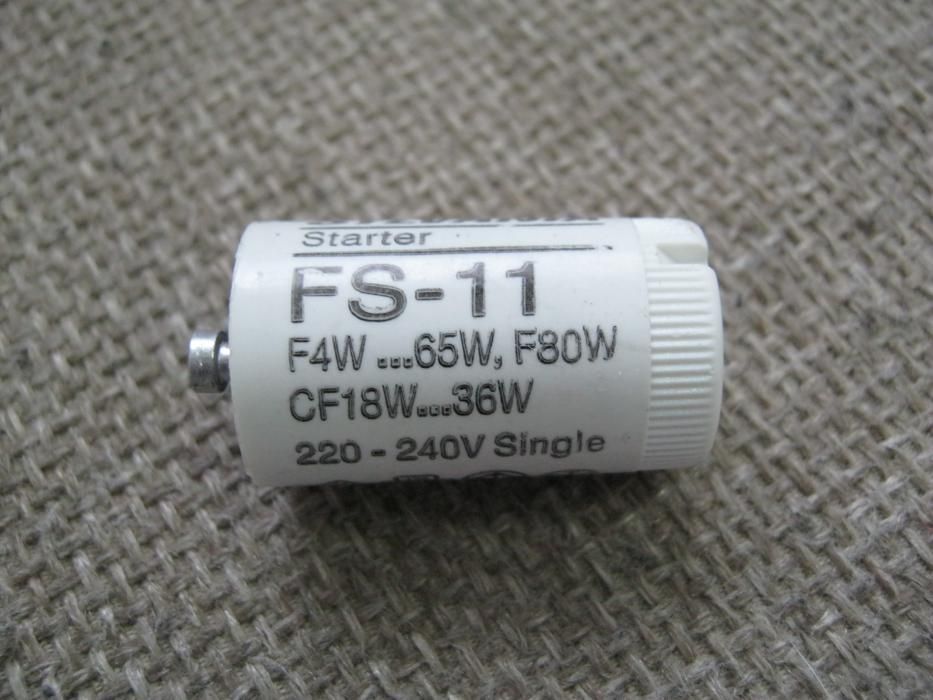 Starter
FS-11
F4W ...65W, F80W
CF18W...36W
220 - 240V Single